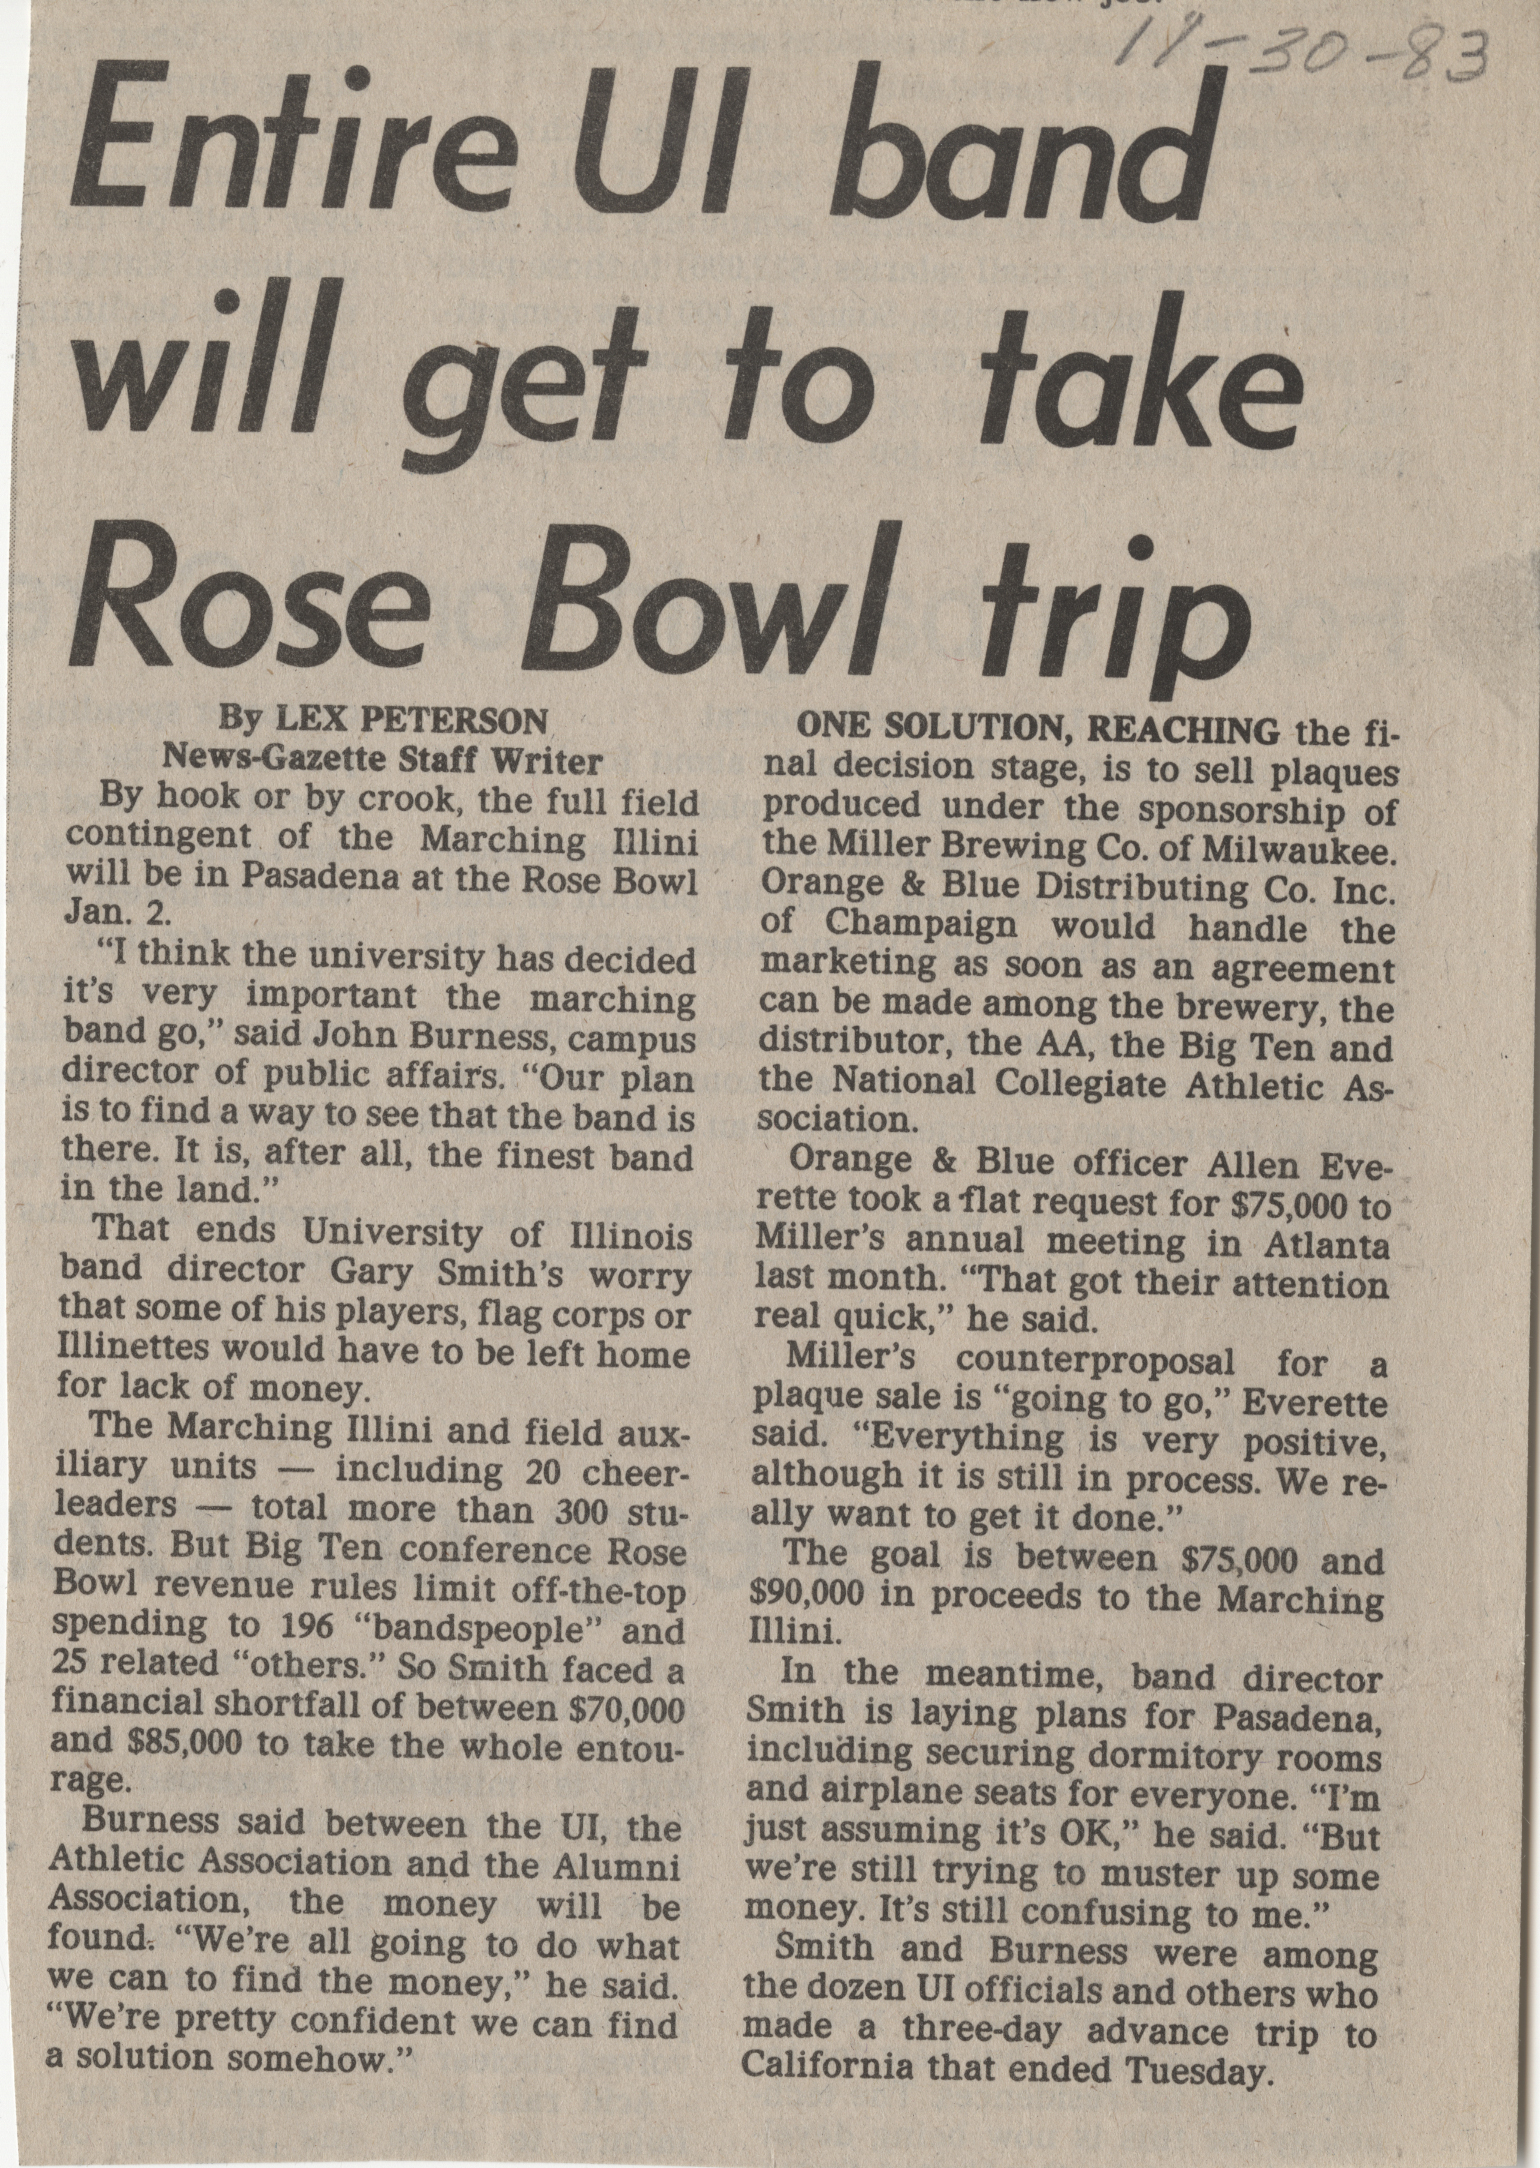 11-30-83
Entire UI band
will get to take
Rose Bowl trip
By LEX PETERSON
News-Gazette Staff Writer
By hook or by crook, the full field
contingent of the Marching Illini
will be in Pasadena at the Rose Bowl
Jan. 2.
“I think the university has decided
it’s very important the marching
band go,” said John Burness, campus
director of public affairs. “Our plan
is to find a way to see that the band is
there. It is, after all, the finest band
in the land.”
That ends University of Illinois
band director Gary Smith’s worry
that some of his players, flag corps or
Illinettes would have to be left home
for lack of money.
The Marching Illini and field aux-
iliary units — including 20 cheer-
leaders — total more than 300 stu-
dents. But Big Ten conference Rose
Bowl revenue rules limit off-the-top
spending to 196 “bandspeople” and
25 related “others.” So Smith faced a
financial shortfall of between $70,000
and $85,000 to take the whole entou-
rage.
Burness said between the UI, the
Athletic Association and the Alumni
Association, the money will be
found. “We’re all going to do what
we can to find the money,” he said.
“We’re pretty confident we can find
a solution somehow.”
ONE SOLUTION, REACHING the fi-
nal decision stage, is to sell plaques
produced under the sponsorship of
the Miller Brewing Co. of Milwaukee.
Orange & Blue Distributing Co. Inc.
of Champaign would handle the
marketing as soon as an agreement
can be made among the brewery, the
distributor, the AA, the Big Ten and
the National Collegiate Athletic As-
sociation.
Orange & Blue officer Allen Eve-
rette took a flat request for $75,000 to
Miller’s annual meeting in Atlanta
last month. “That got their attention
real quick,” he said.
Miller’s counterproposal for a
plaque sale is “going to go,” Everette
said. “Everything is very positive,
although it is still in process. We re-
ally want to get it done.”
The goal is between $75,000 and
$90,000 in proceeds to the Marching
Illini.
In the meantime, band director
Smith is laying plans for Pasadena,
including securing dormitory rooms
and airplane seats for everyone. “I’m
just assuming it’s OK,” he said. “But
we’re still trying to muster up some
money. It’s still confusing to me.”
Smith and Burness were among
the dozen UI officials and others who
made a three-day advance trip to
California that ended Tuesday.